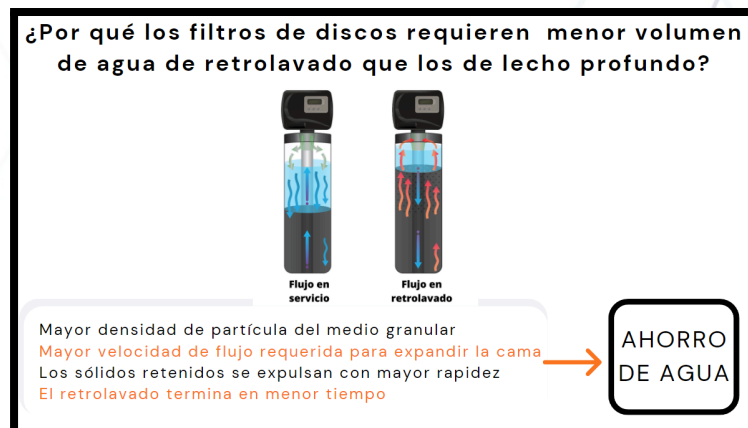 ¿Por qué los filtros de discos requieren menor volumen
de agua de retrolavado que los de lecho profundo?
Flujo en
servicio
Flujo en
retrolavado
Mayor densidad de partícula del medio granular
Mayor velocidad de flujo requerida para expandir la cama
Los sólidos retenidos se expulsan con mayor rapidez
El retrolavado termina en menor tiempo
AHORRO
DE AGUA